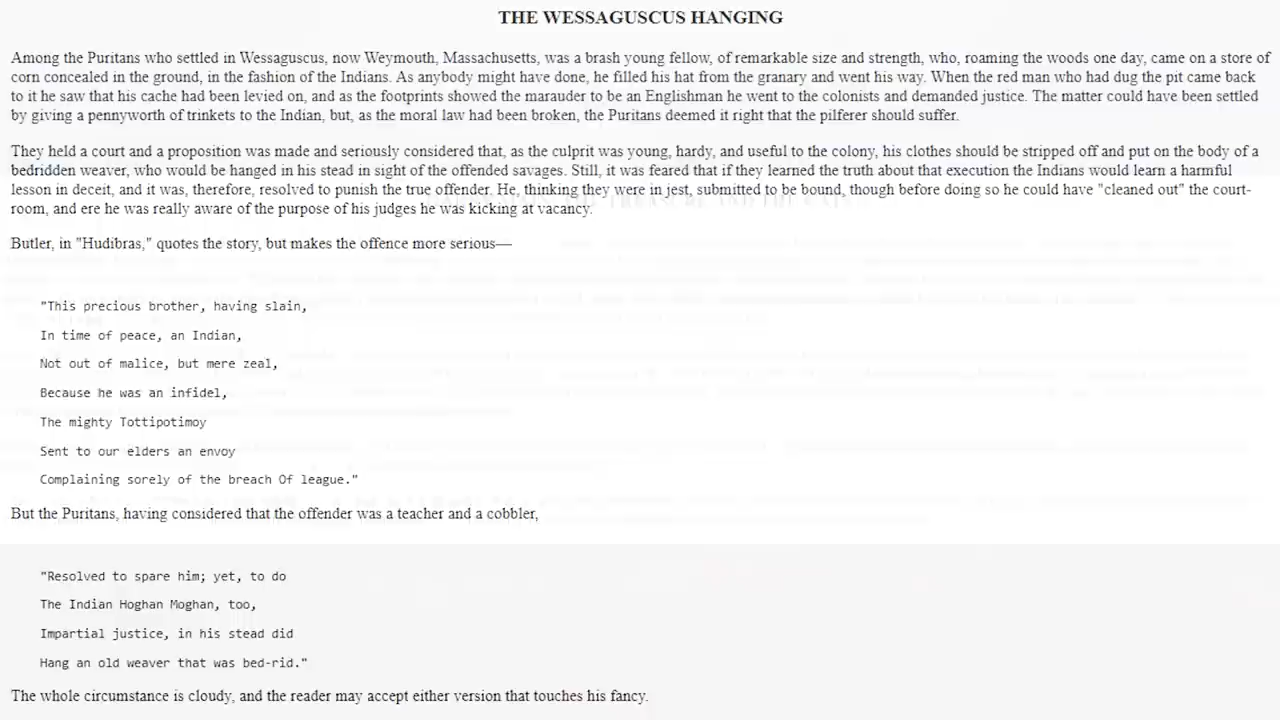 THE WESSAGUSCUS HANGING
Among the Puritans who settled in Wessaguscus, now Weymouth, Massachusetts, was a brash young fellow, of remarkable size and strength, who, roaming the woods one day, came on a store of
corn concealed in the ground, in the fashion of the Indians. As anybody might have done, he filled his hat from the granary and went his way. When the red man who had dug the pit came back
to it he saw that his cache had been levied on, and as the footprints showed the marauder to be an Englishman he went to the colonists and demanded justice. The matter could have been settled
by giving a pennyworth of trinkets to the Indian, but, as the moral law had been broken, the Puritans deemed it right that the pilferer should suffer.
They held a court and a proposition was made and seriously considered that, as the culprit was young, hardy, and useful to the colony, his clothes should be stripped off and put on the body of a
bedridden weaver, who would be hanged in his stead in sight of the offended savages. Still, it was feared that if they learned the truth about that execution the Indians would learn a harmful
lesson in deceit, and it was, therefore, resolved to punish the true offender. He, thinking they were in jest, submitted to be bound, though before doing so he could have "cleaned out" the court-
room, and ere he was really aware of the purpose of his judges he was kicking at vacancy.
Butler, in "Hudibras," quotes the story, but makes the offence more serious—
"This precious brother, having slain,
In time of peace, an Indian,
Not out of malice, but mere zeal,
Because he was an infidel,
The mighty Tottipotimoy
Sent to our elders an envoy
Complaining sorely of the breach Of league."
But the Puritans, having considered that the offender was a teacher and a cobbler,
"Resolved to spare him; yet, to do
The Indian Hoghan Moghan, too,
Impartial justice, in his stead did
Hang an old weaver that was bed-rid."
The whole circumstance is cloudy, and the reader may accept either version that touches his fancy.